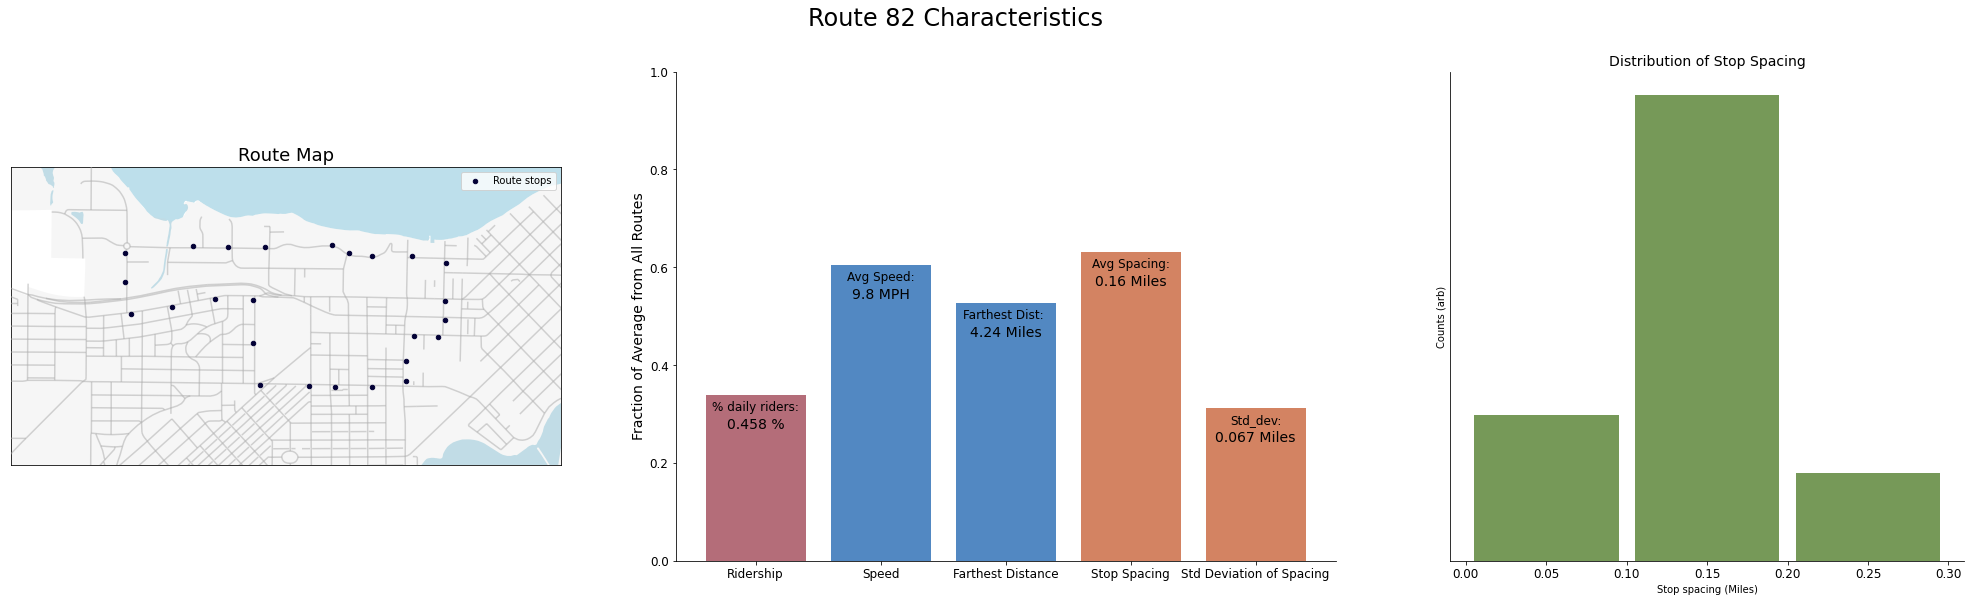 Route 82 Characteristics
Route Map
Route stops
Fraction of Average from All Routes
1.0
0.8
0.6
0.4
0.2
0.0
% daily riders:
0.458 %
Avg Speed:
9.8 MPH
Farthest Dist:
4.24 Miles
Avg Spacing:
0.16 Miles
Std_dev:
0.067 Miles
Ridership
Speed
Farthest Distance
Stop Spacing
Std Deviation of Spacing
Distribution of Stop Spacing
Counts (arb)
0.00 0.05 0.10 0.15 0.20 0.25 0.30
Stop spacing (Miles)